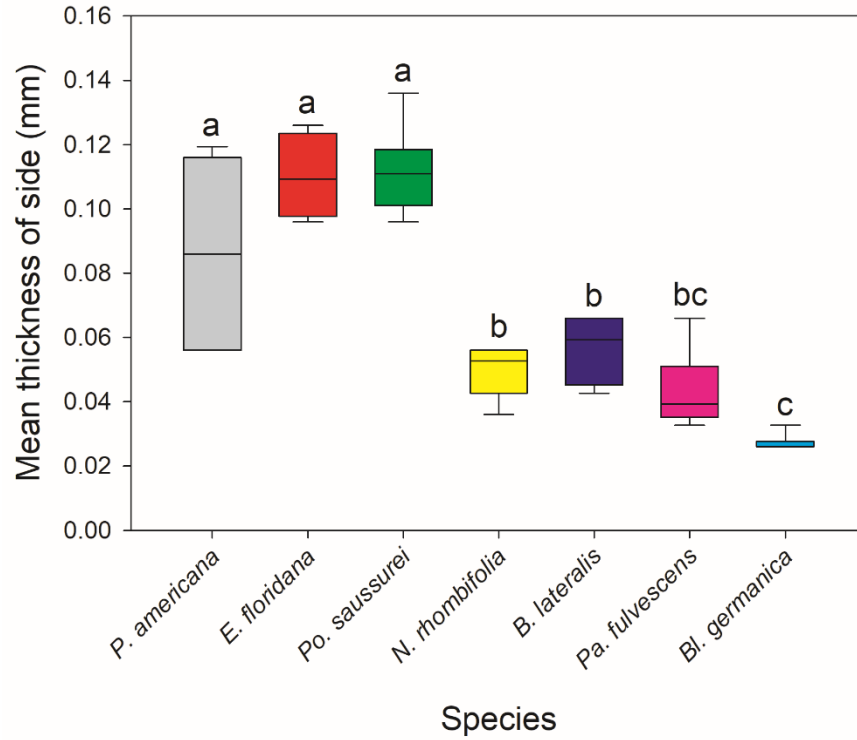 Mean thickness of side (mm)
0.16
0.14
0.12
0.10
0.08
0.06
0.04
0.02
0.00
a
a
a
b
b
bc
c
P. americana
E. floridana
Po. saussurei
N. rhombifolia
B. lateralis
Pa. fulvescens
Bl. germanica
Species